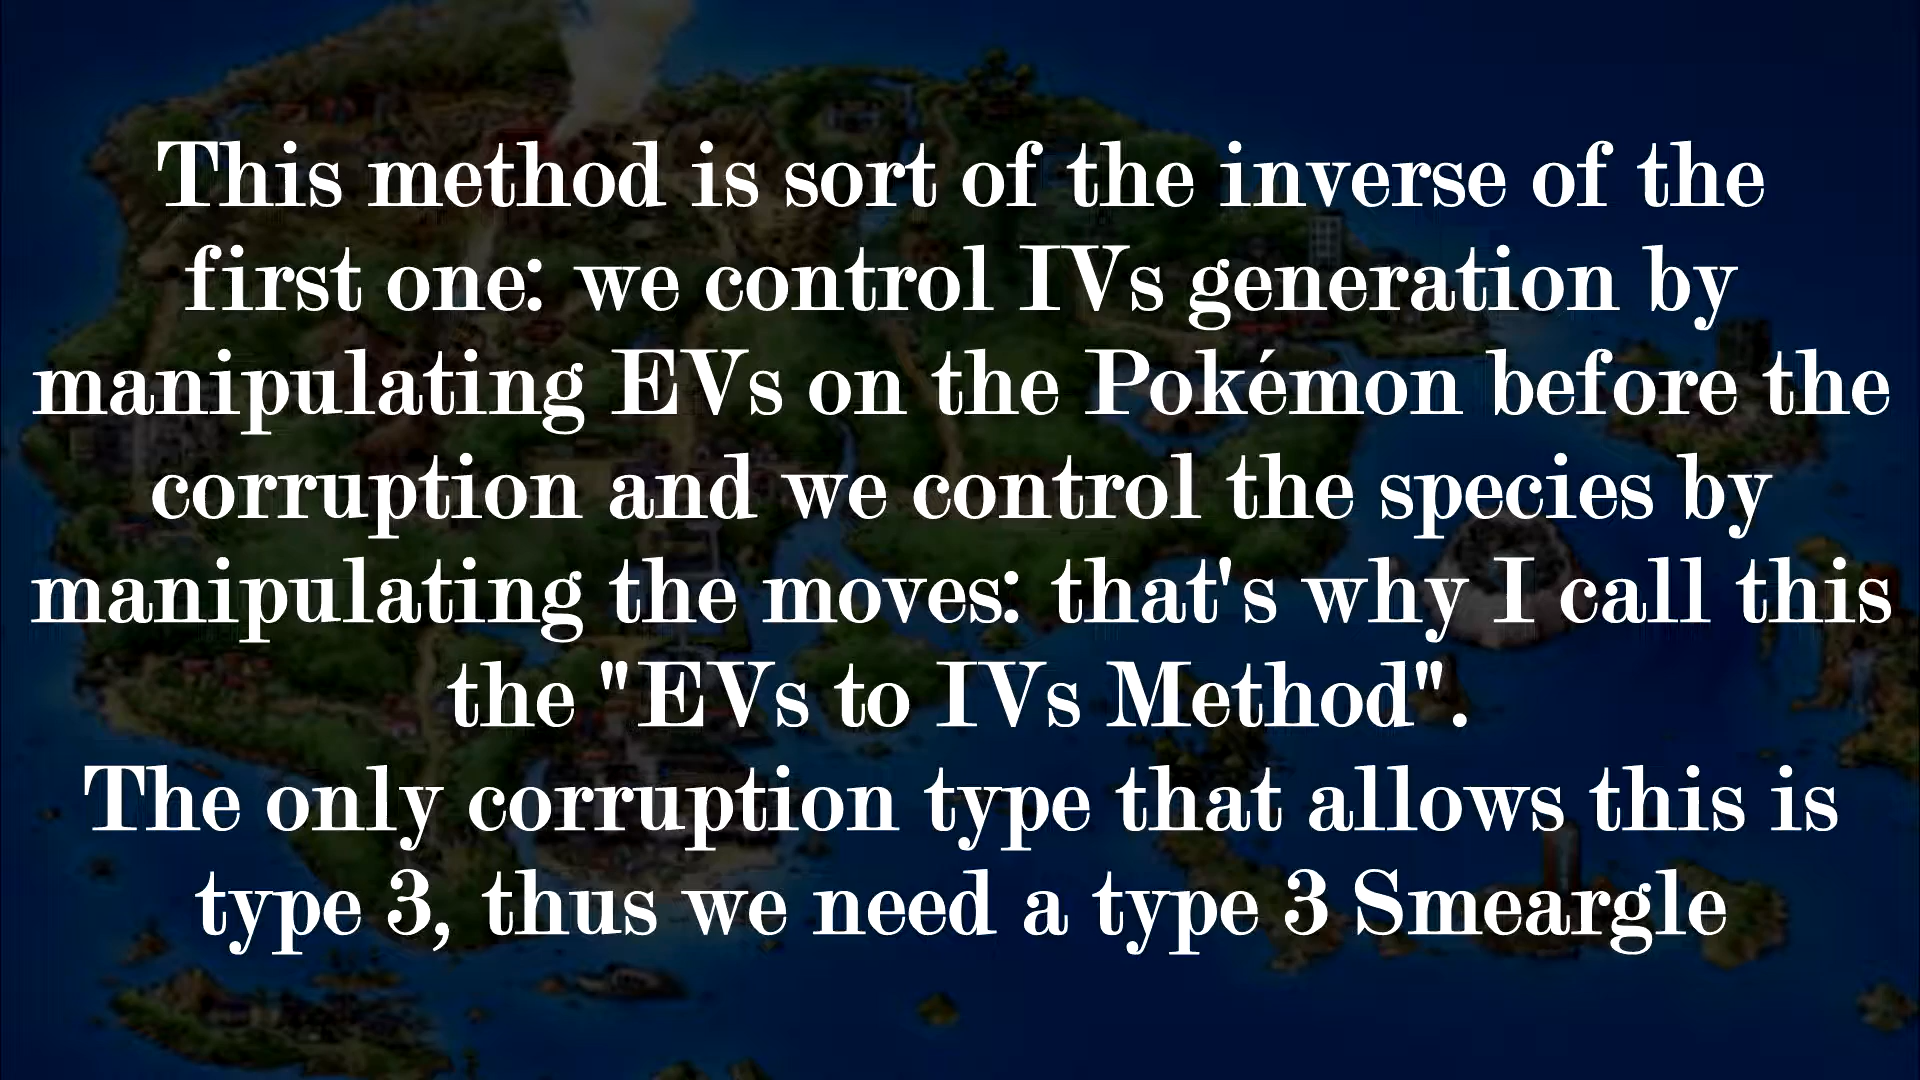 This method is sort of the inverse of the
first one: we control IVs generation by
manipulating EVs on the Pokémon before the
corruption and we control the species by
manipulating the moves: that's why I call this
the "EVs to IVs Method".
The only corruption type that allows this is
type 3, thus we need a type 3 Smeargle